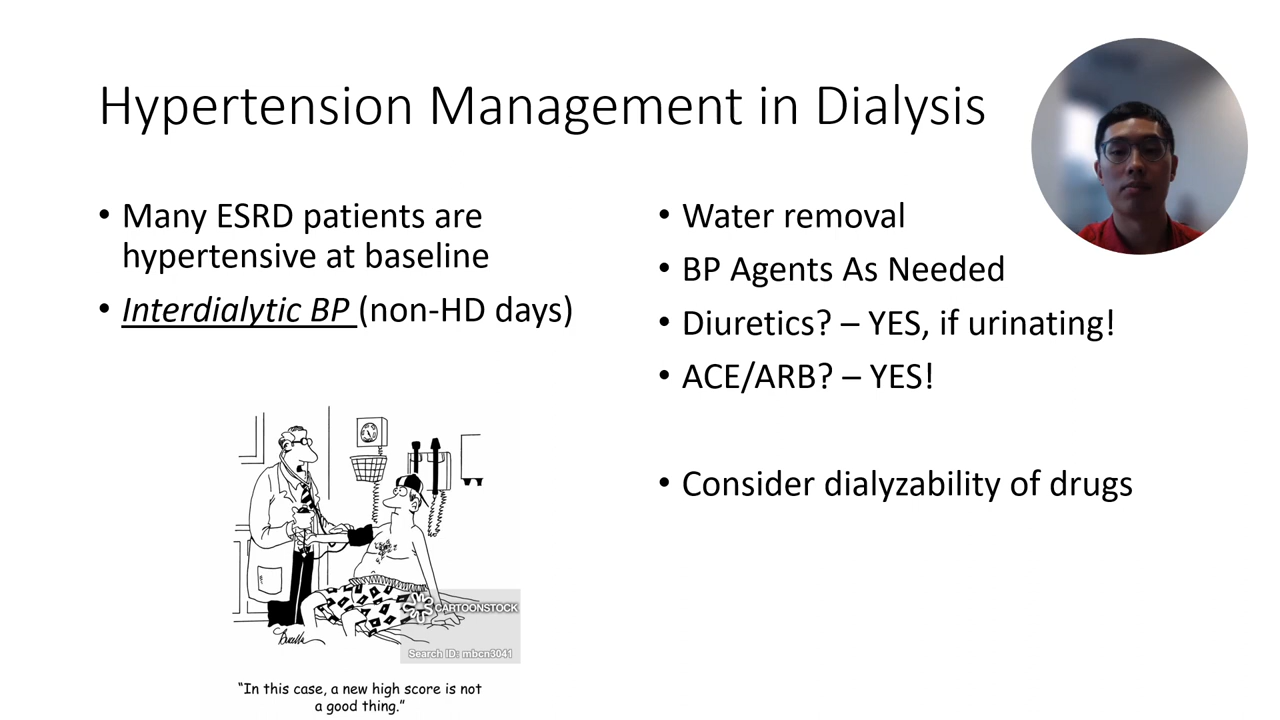 Hypertension Management in Dialysis
• Many ESRD patients are
hypertensive at baseline
• Interdialytic BP (non-HD days)
• Water removal
• BP Agents As Needed
• Diuretics? – YES, if urinating!
• ACE/ARB? – YES!
• Consider dialyzability of drugs
CARTOONSTOCK
Search ID: mbcn3041
“In this case, a new high score is not
a good thing.”